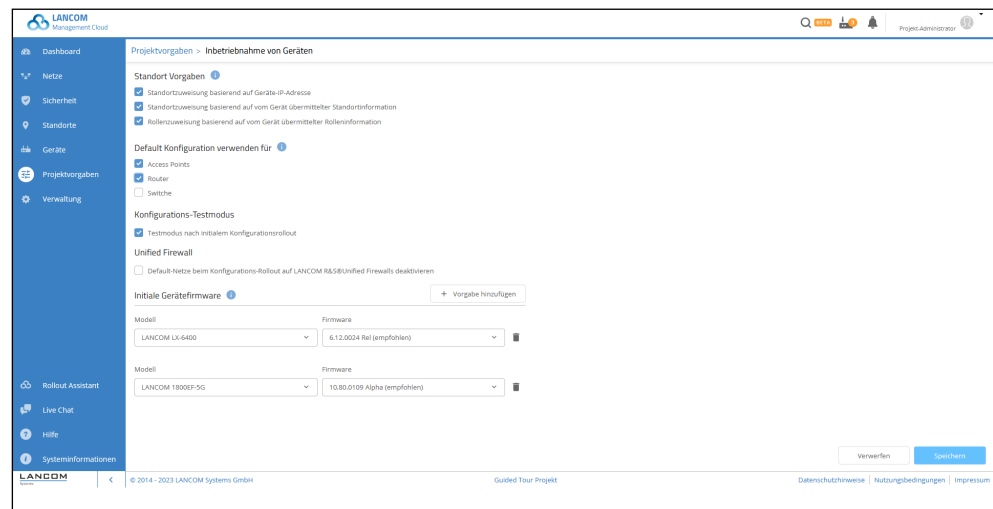 LANCOM
Management Cloud
BETA
Projekt-Administrator
Dashboard
Netze
Sicherheit
Standorte
Geräte
Projektvorgaben
Verwaltung
Rollout Assistant
Live Chat
Hilfe
Systeminformationen
LANCOM
Systems
Projektvorgaben > Inbetriebnahme von Geräten
Standort Vorgaben
Standortzuweisung basierend auf Geräte-IP-Adresse
Standortzuweisung basierend auf vom Gerät übermittelter Standortinformation
Rollenzuweisung basierend auf vom Gerät übermittelter Rolleninformation
Default Konfiguration verwenden für
Access Points
Router
Switche
Konfigurations-Testmodus
Testmodus nach initialem Konfigurationsrollout
Unified Firewall
Default-Netze beim Konfigurations-Rollout auf LANCOM R&S®Unified Firewalls deaktivieren
Initiale Gerätefirmware
+ Vorgabe hinzufügen
Modell Firmware
LANCOM LX-6400 6.12.0024 Rel (empfohlen)
Modell Firmware
LANCOM 1800EF-5G 10.80.0109 Alpha (empfohlen)
Verwerfen Speichern
© 2014 - 2023 LANCOM Systems GmbH Guided Tour Projekt Datenschutzhinweise | Nutzungsbedingungen | Impressum